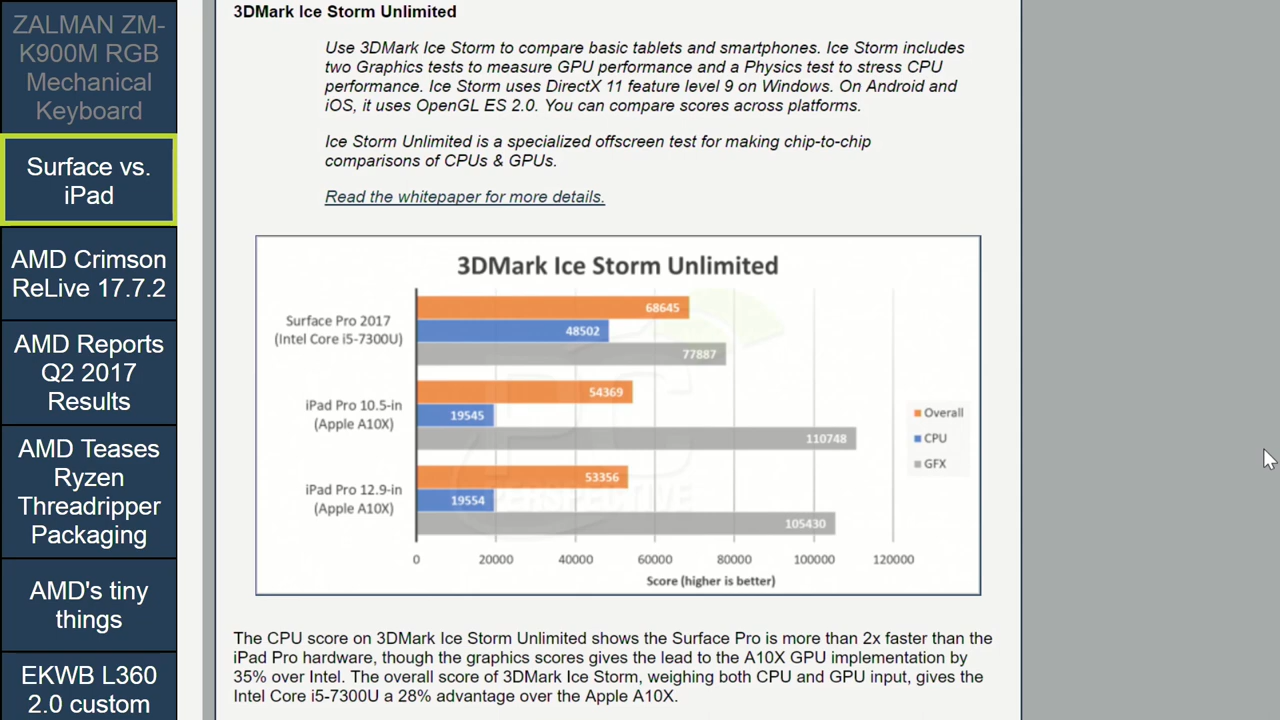 ZALMAN ZM-
K900M RGB
Mechanical
Keyboard
Surface vs.
iPad
AMD Crimson
ReLive 17.7.2
AMD Reports
Q2 2017
Results
AMD Teases
Ryzen
Threadripper
Packaging
AMD's tiny
things
EKWB L360
2.0 custom
3DMark Ice Storm Unlimited
Use 3DMark Ice Storm to compare basic tablets and smartphones. Ice Storm includes
two Graphics tests to measure GPU performance and a Physics test to stress CPU
performance. Ice Storm uses DirectX 11 feature level 9 on Windows. On Android and
iOS, it uses OpenGL ES 2.0. You can compare scores across platforms.
Ice Storm Unlimited is a specialized offscreen test for making chip-to-chip
comparisons of CPUs & GPUs.
Read the whitepaper for more details.
3DMark Ice Storm Unlimited
Surface Pro 2017
(Intel Core i5-7300U)
68645
48502
77887
iPad Pro 10.5-in
(Apple A10X)
54369
19545
110748
iPad Pro 12.9-in
(Apple A10X)
53356
19554
105430
Overall
CPU
GFX
PC
PERSPECTIVE
0 20000 40000 60000 80000 100000 120000
Score (higher is better)
The CPU score on 3DMark Ice Storm Unlimited shows the Surface Pro is more than 2x faster than the
iPad Pro hardware, though the graphics scores gives the lead to the A10X GPU implementation by
35% over Intel. The overall score of 3DMark Ice Storm, weighing both CPU and GPU input, gives the
Intel Core i5-7300U a 28% advantage over the Apple A10X.